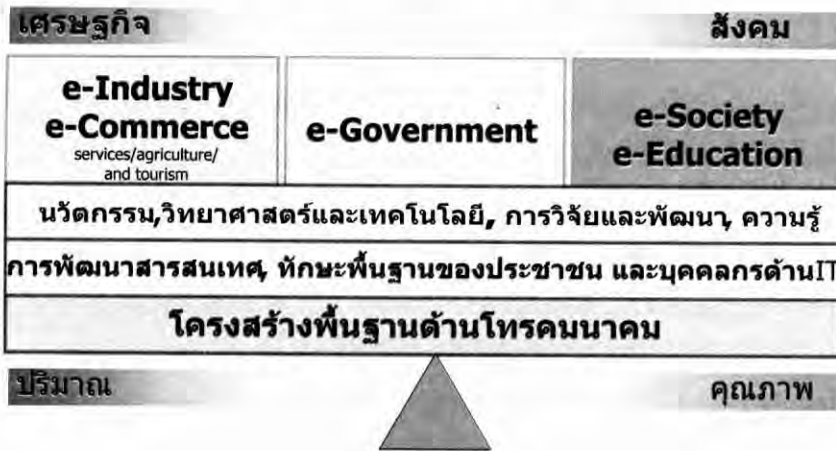 เศรษฐกิจ สังคม
e-Industry
e-Commerce
services/agriculture/
and tourism
e-Government
e-Society
e-Education
นวัตกรรม,วิทยาศาสตร์และเทคโนโลยี, การวิจัยและพัฒนา, ความรู้
การพัฒนาสารสนเทศ, ทักษะพื้นฐานของประชาชน และบุคคลกรด้านIT
โครงสร้างพื้นฐานด้านโทรคมนาคม
ปริมาณ คุณภาพ